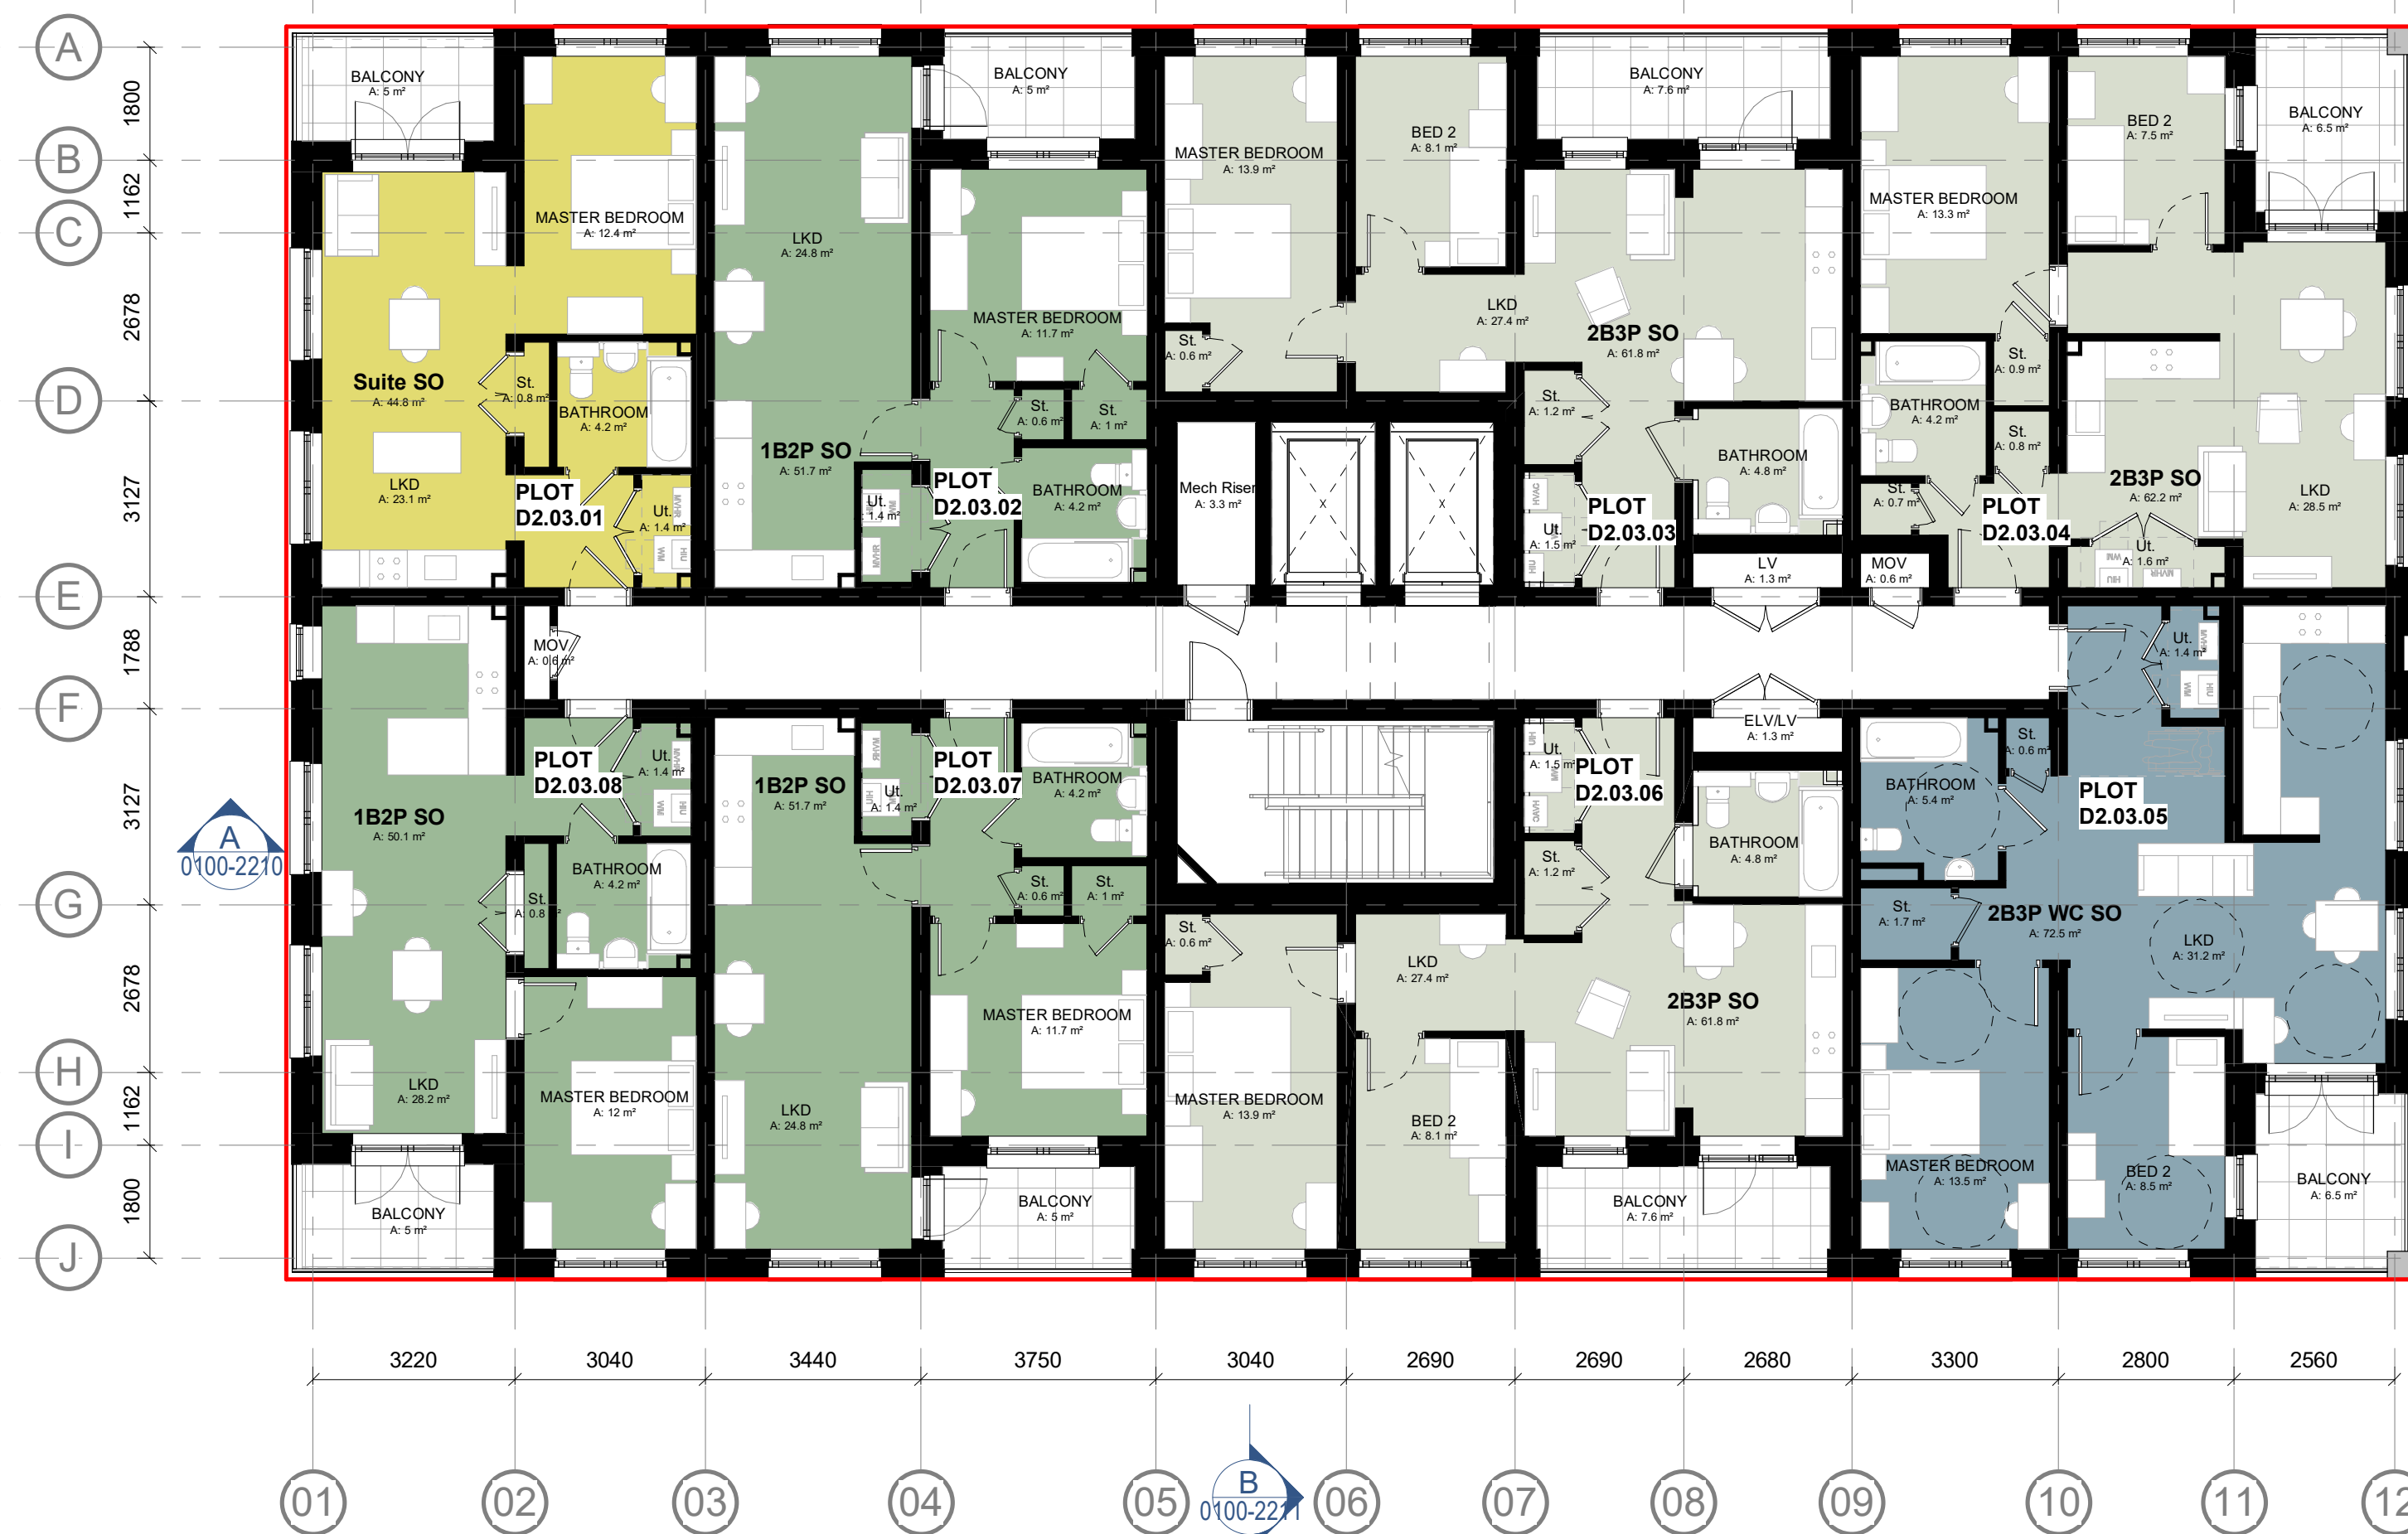 A
BALCONY
A: 5 m²
BALCONY
A: 5 m²
BALCONY
A: 7.6 m²
BALCONY
A: 6.5 m²
1800
BED 2
A: 8.1 m²
BED 2
A: 7.5 m²
B
MASTER BEDROOM
A: 13.9 m²
1162
MASTER BEDROOM
A: 12.4 m²
MASTER BEDROOM
A: 13.3 m²
C
LKD
A: 24.8 m²
2678
MASTER BEDROOM
A: 11.7 m²
LKD
A: 27.4 m²
2B3P SO
A: 61.8 m²
St.
A: 0.6 m²
St.
A: 0.9 m²
Suite SO
A: 44.8 m²
St.
A: 0.8 m²
D
BATHROOM
A: 4.2 m²
St.
A: 0.6 m²
St.
A: 1 m²
St.
A: 1.2 m²
BATHROOM
A: 4.2 m²
St.
A: 0.8 m²
1B2P SO
A: 51.7 m²
BATHROOM
A: 4.8 m²
3127
LKD
A: 23.1 m²
PLOT
D2.03.01
Ut.
A: 1.4 m²
MVHR
WM
HIU
Ut.
1.4 m²
PLOT
D2.03.02
BATHROOM
A: 4.2 m²
Mech Riser
A: 3.3 m²
Ut.
A: 1.5 m²
HIU
PLOT
D2.03.03
St.
A: 0.7 m²
PLOT
D2.03.04
2B3P SO
A: 62.2 m²
LKD
A: 28.5 m²
Ut.
A: 1.6 m²
WM
HIU
MVHR
LV
A: 1.3 m²
MOV
A: 0.6 m²
E
1788
MOV
A: 0.6 m²
Ut.
A: 1.4 m²
MVHR
WM
HIU
F
PLOT
D2.03.08
Ut.
A: 1.4 m²
MVHR
WM
HIU
1B2P SO
A: 51.7 m²
MVHR
HIU
Ut.
A: 1.4 m²
PLOT
D2.03.07
BATHROOM
A: 4.2 m²
HIU
Ut.
A: 1.5 m²
PLOT
D2.03.06
ELV/LV
A: 1.3 m²
St.
A: 0.6 m²
BATHROOM
A: 5.4 m²
PLOT
D2.03.05
3127
A
0100-2210
1B2P SO
A: 50.1 m²
BATHROOM
A: 4.2 m²
BATHROOM
A: 4.8 m²
St.
A: 1.2 m²
G
St.
A: 0.8
St.
A: 0.6 m²
St.
A: 1 m²
St.
A: 0.6 m²
St.
A: 1.7 m²
2B3P WC SO
A: 72.5 m²
LKD
A: 31.2 m²
2678
LKD
A: 27.4 m²
2B3P SO
A: 61.8 m²
MASTER BEDROOM
A: 11.7 m²
H
LKD
A: 28.2 m²
MASTER BEDROOM
A: 12 m²
LKD
A: 24.8 m²
MASTER BEDROOM
A: 13.9 m²
BED 2
A: 8.1 m²
1162
I
MASTER BEDROOM
A: 13.5 m²
BED 2
A: 8.5 m²
BALCONY
A: 6.5 m²
1800
BALCONY
A: 5 m²
BALCONY
A: 5 m²
BALCONY
A: 7.6 m²
J
3220 3040 3440 3750 3040 2690 2690 2680 3300 2800 2560
B
0100-2211
01 02 03 04 05 06 07 08 09 10 11 12